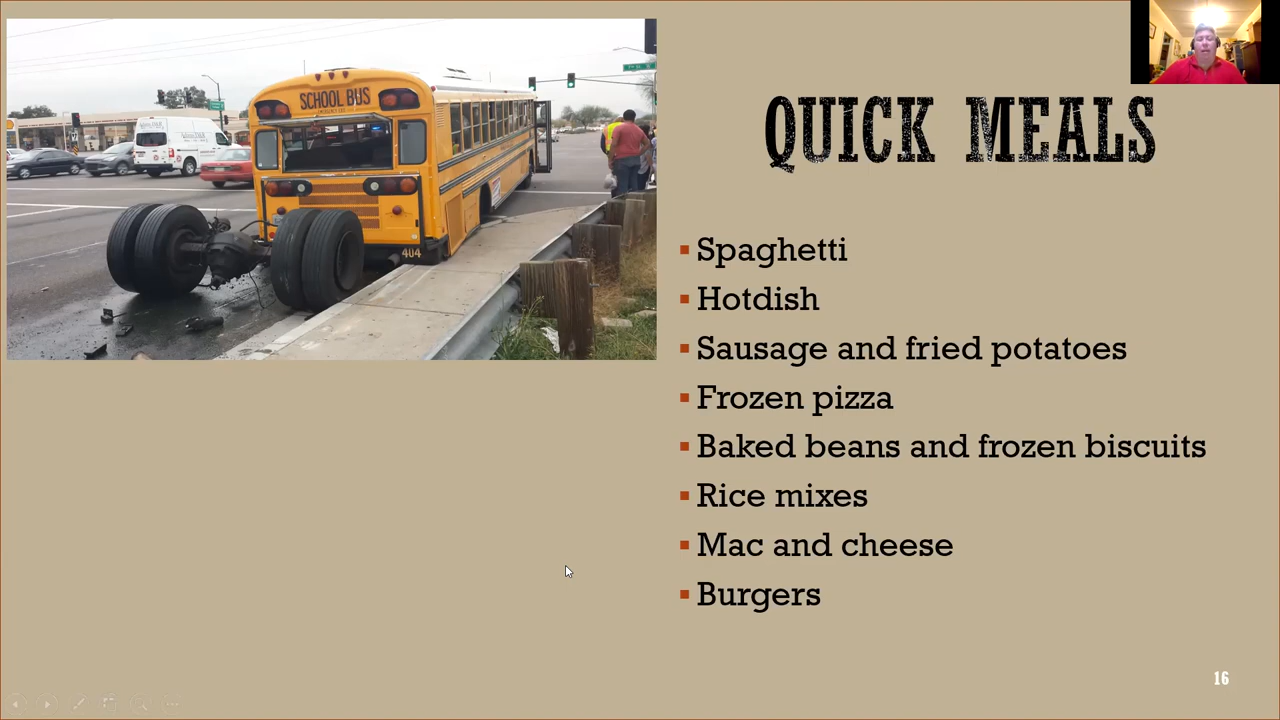 SCHOOL BUS
404
QUICK MEALS
Spaghetti
Hotdish
Sausage and fried potatoes
Frozen pizza
Baked beans and frozen biscuits
Rice mixes
Mac and cheese
Burgers
16